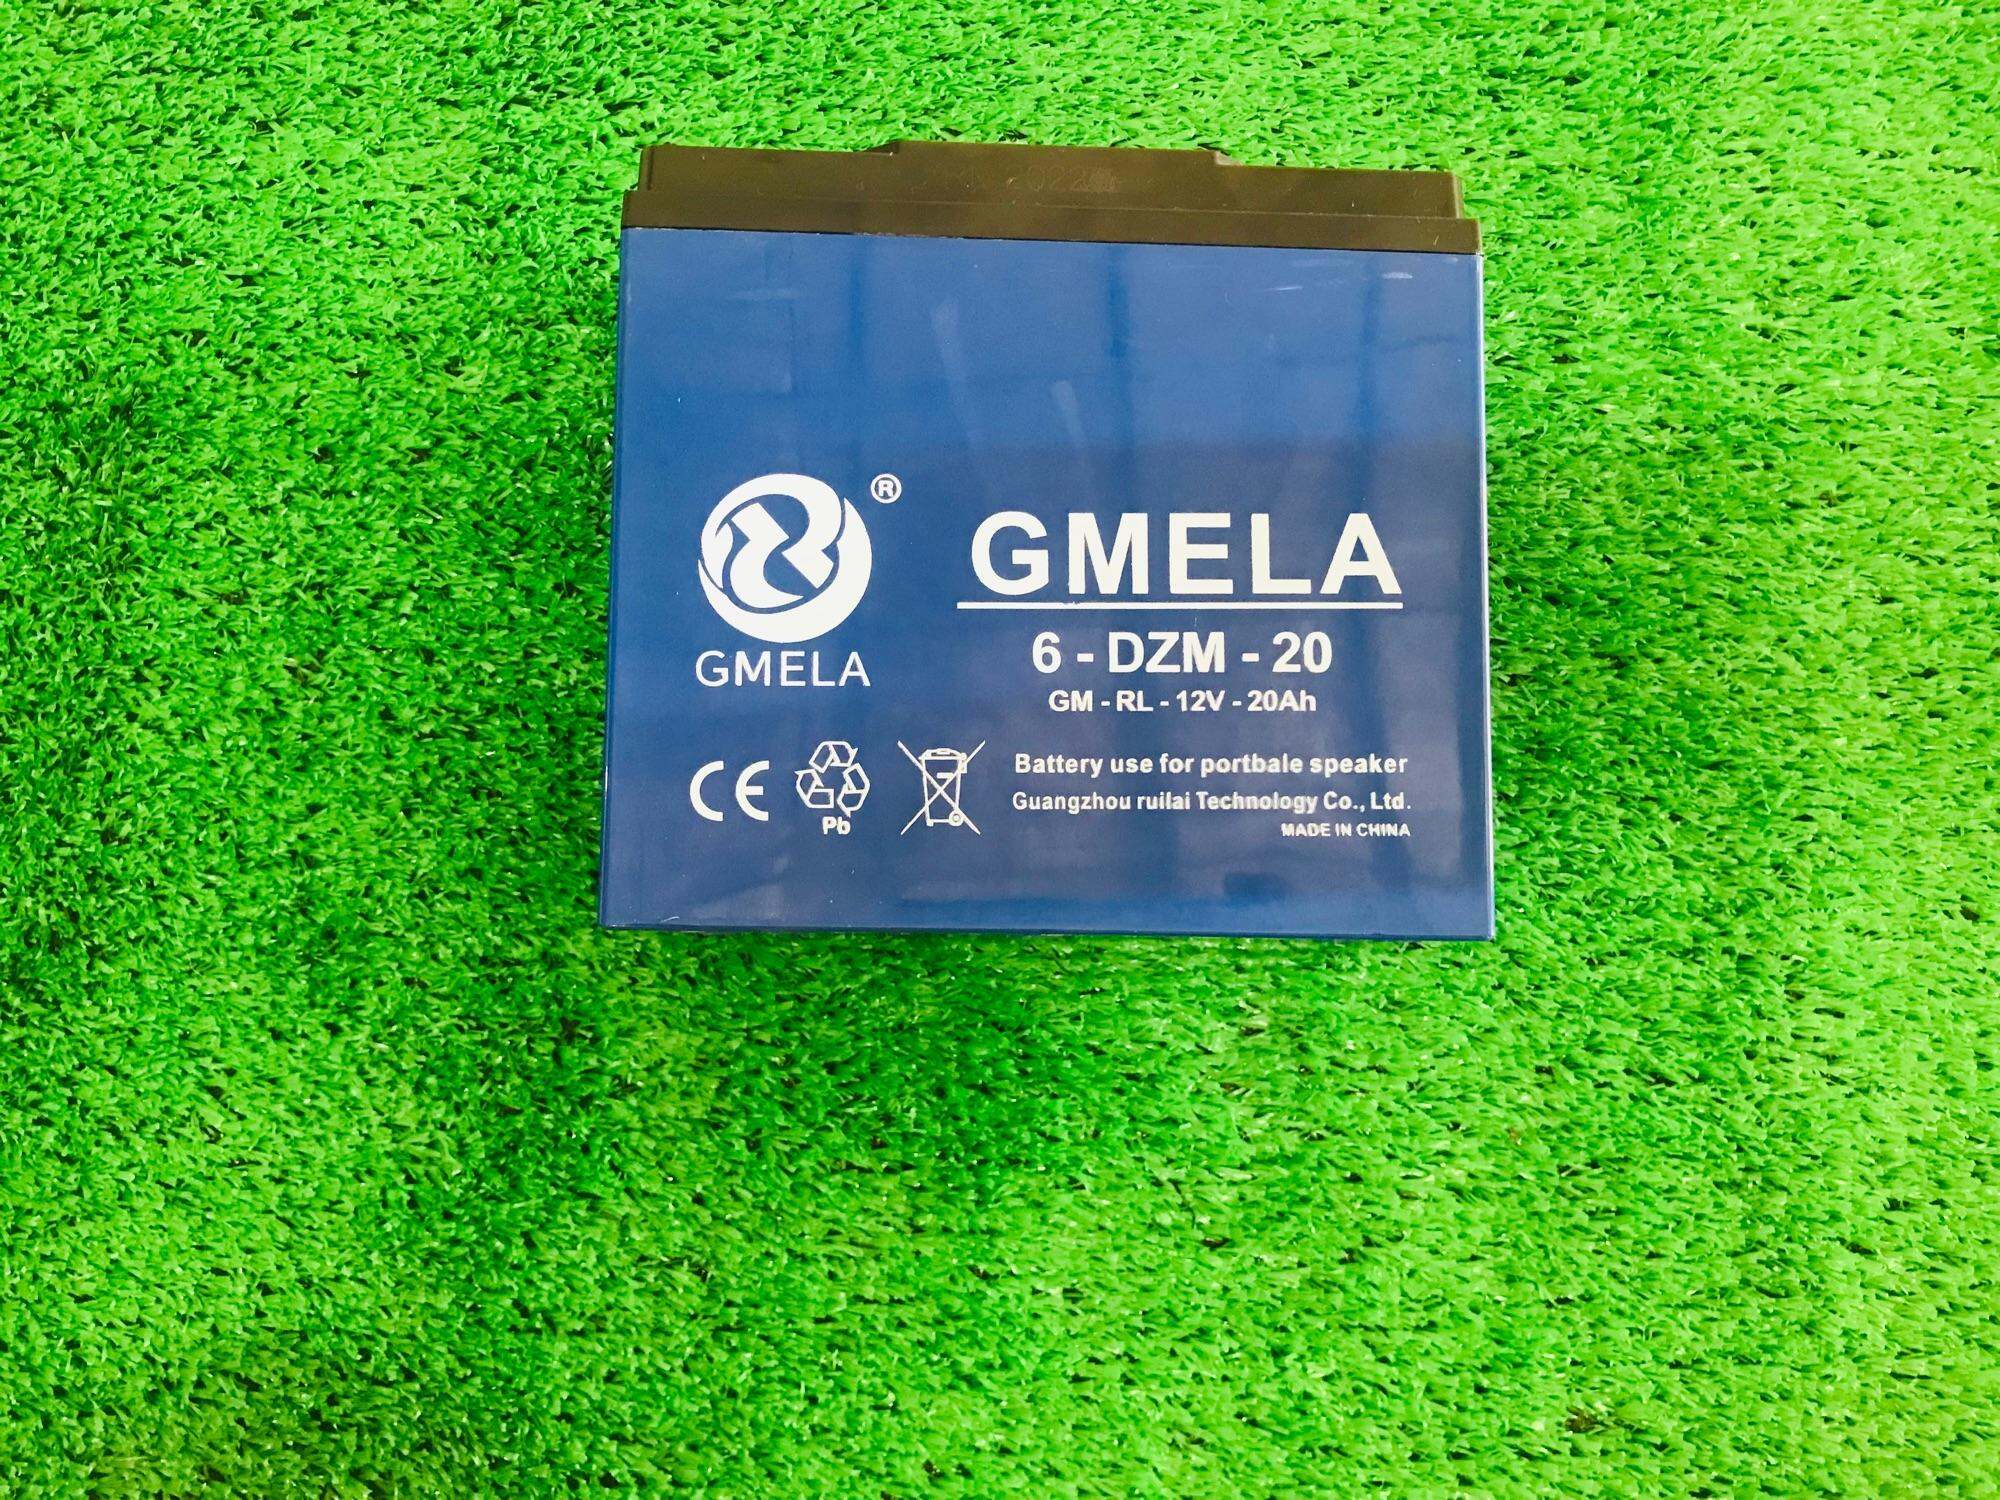 ®
GMELA
GMELA
6 - DZM - 20
GM - RL - 12V - 20Ah
CE
Pb
Battery use for portbale speaker
Guangzhou ruilai Technology Co., Ltd.
MADE IN CHINA